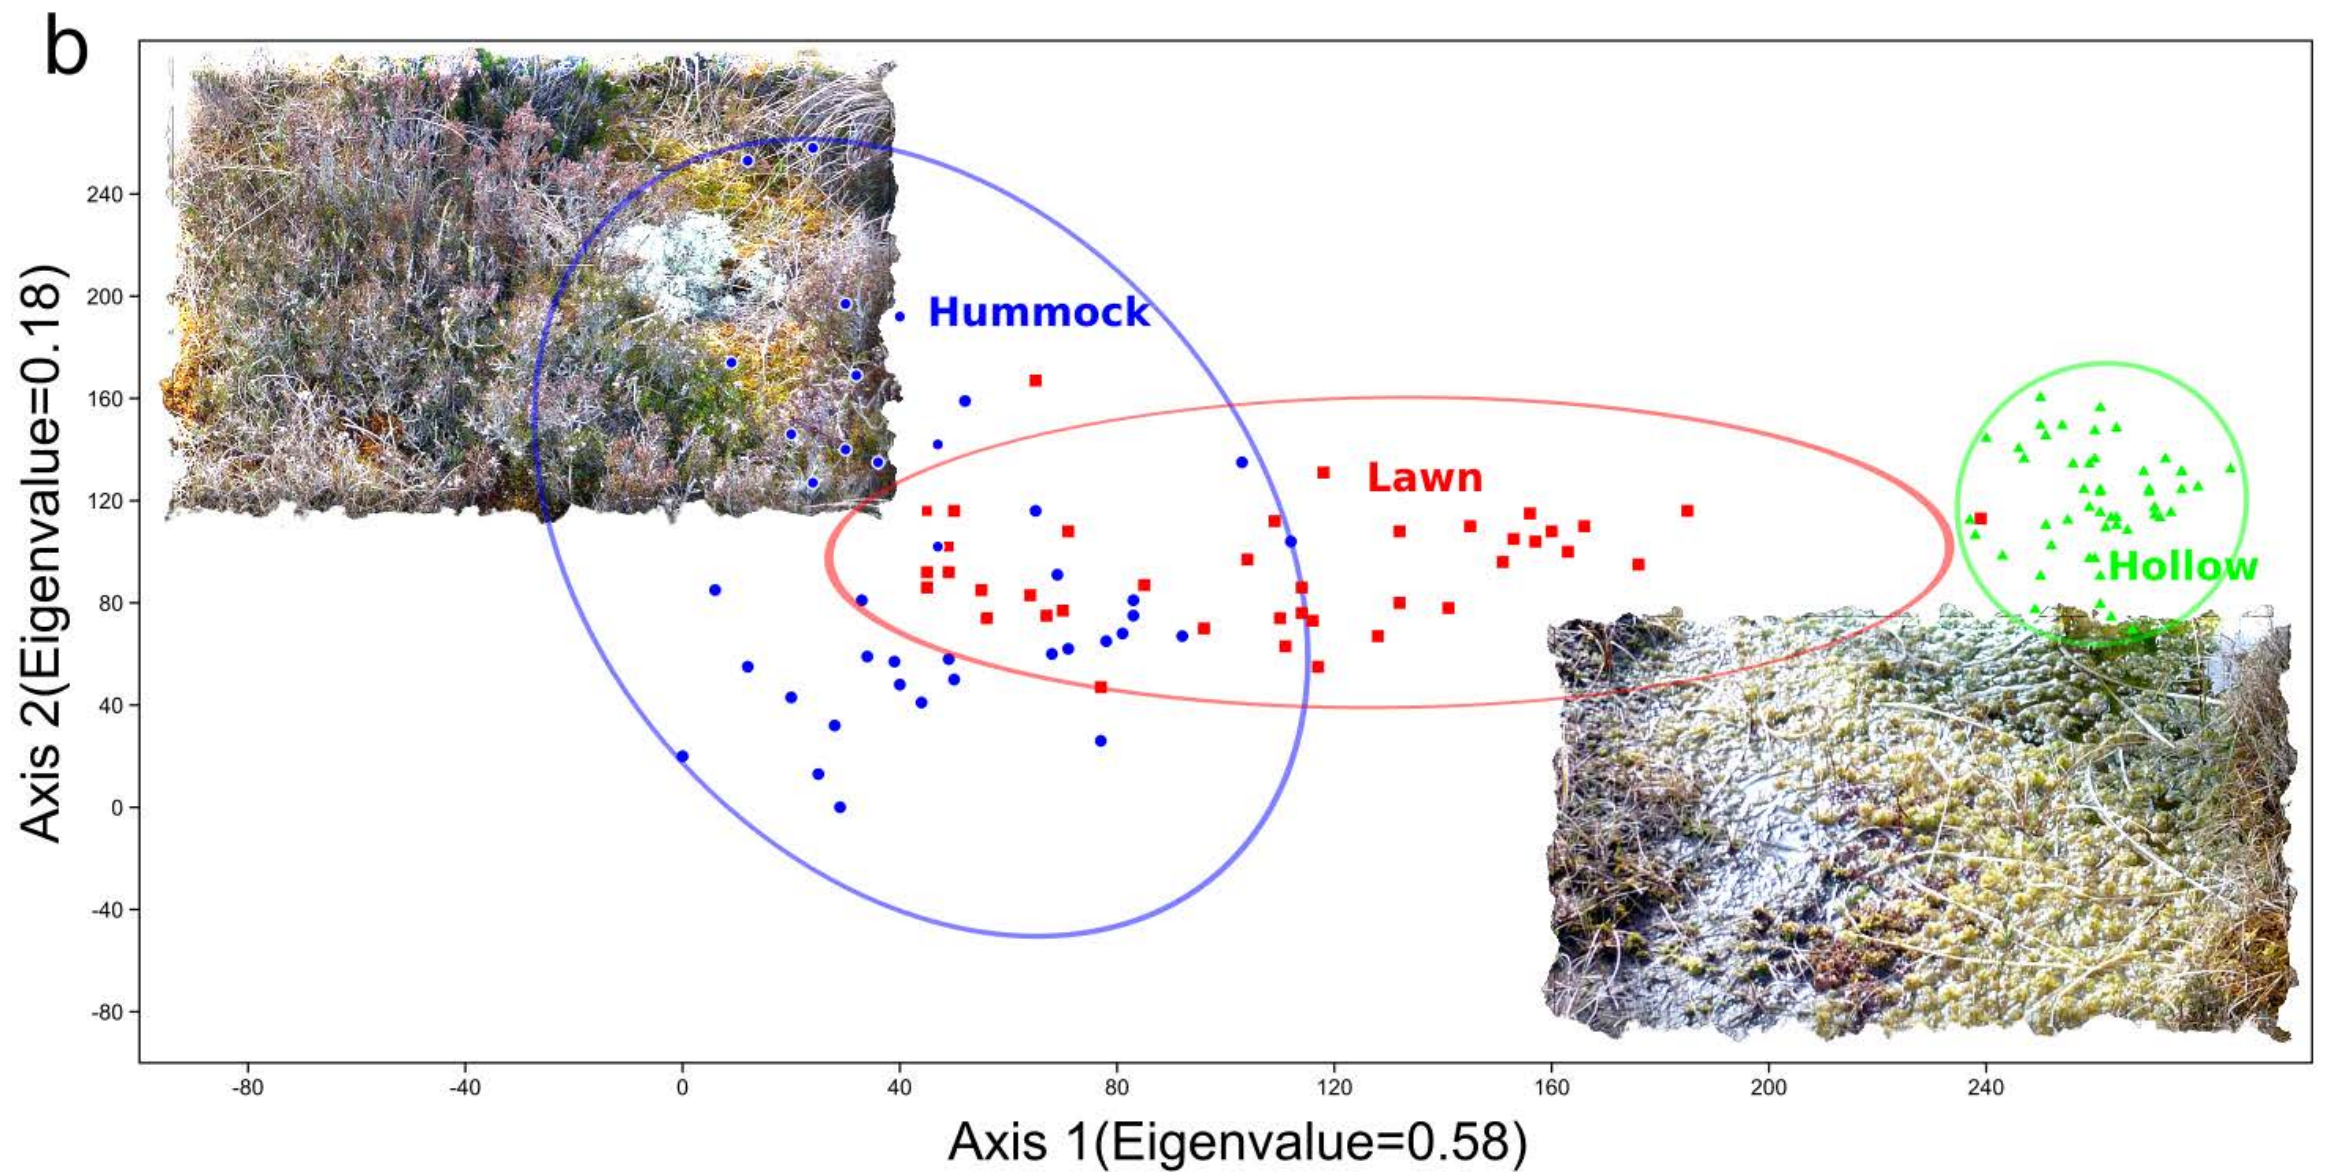 b
Axis 2(Eigenvalue=0.18)
240
200
160
120
80
40
0
-40
-80
Hummock
Lawn
Hollow
-80 -40 0 40 80 120 160 200 240
Axis 1(Eigenvalue=0.58)